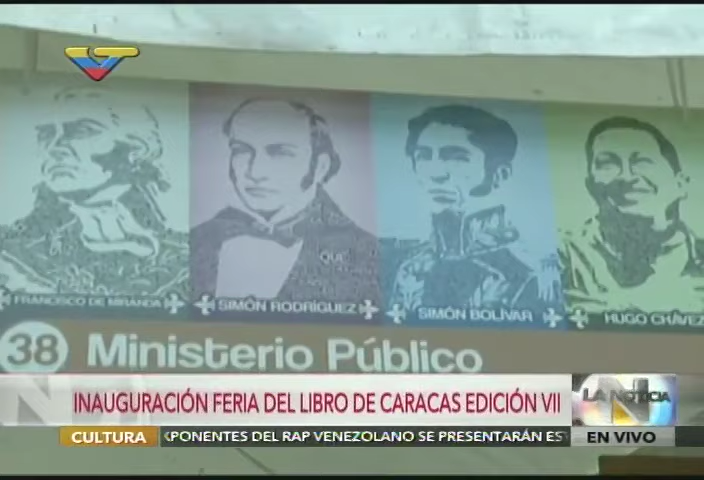 FRANCISCO DE MIRANDA
SIMÓN RODRÍGUEZ
SIMÓN BOLÍVAR
HUGO CHÁVEZ
QUE
38 Ministerio Público
INAUGURACIÓN FERIA DEL LIBRO DE CARACAS EDICIÓN VII
LA NOTICIA
N
CULTURA
XPONENTES DEL RAP VENEZOLANO SE PRESENTARÁN ES
EN VIVO